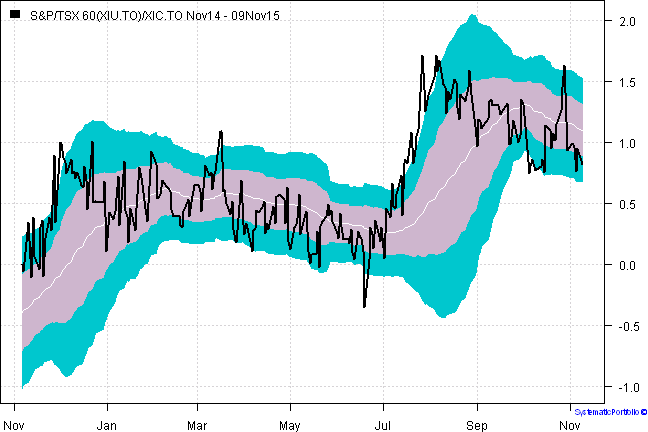 S&P/TSX 60(XIU.TO)/XIC.TO Nov14 - 09Nov15
2.0
1.5
1.0
0.5
0.0
-0.5
-1.0
Nov Jan Mar May Jul Sep Nov
SystematicPortfolio ©